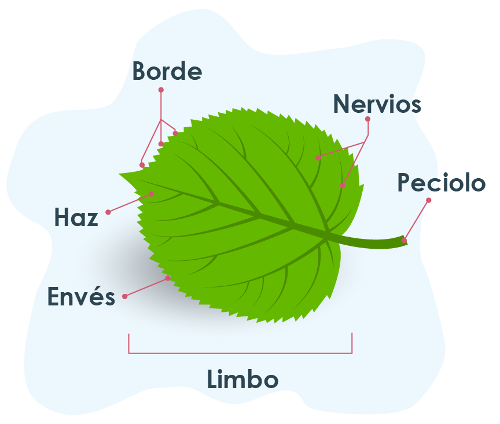 Borde
Nervios
Peciolo
Haz
Envés
Limbo